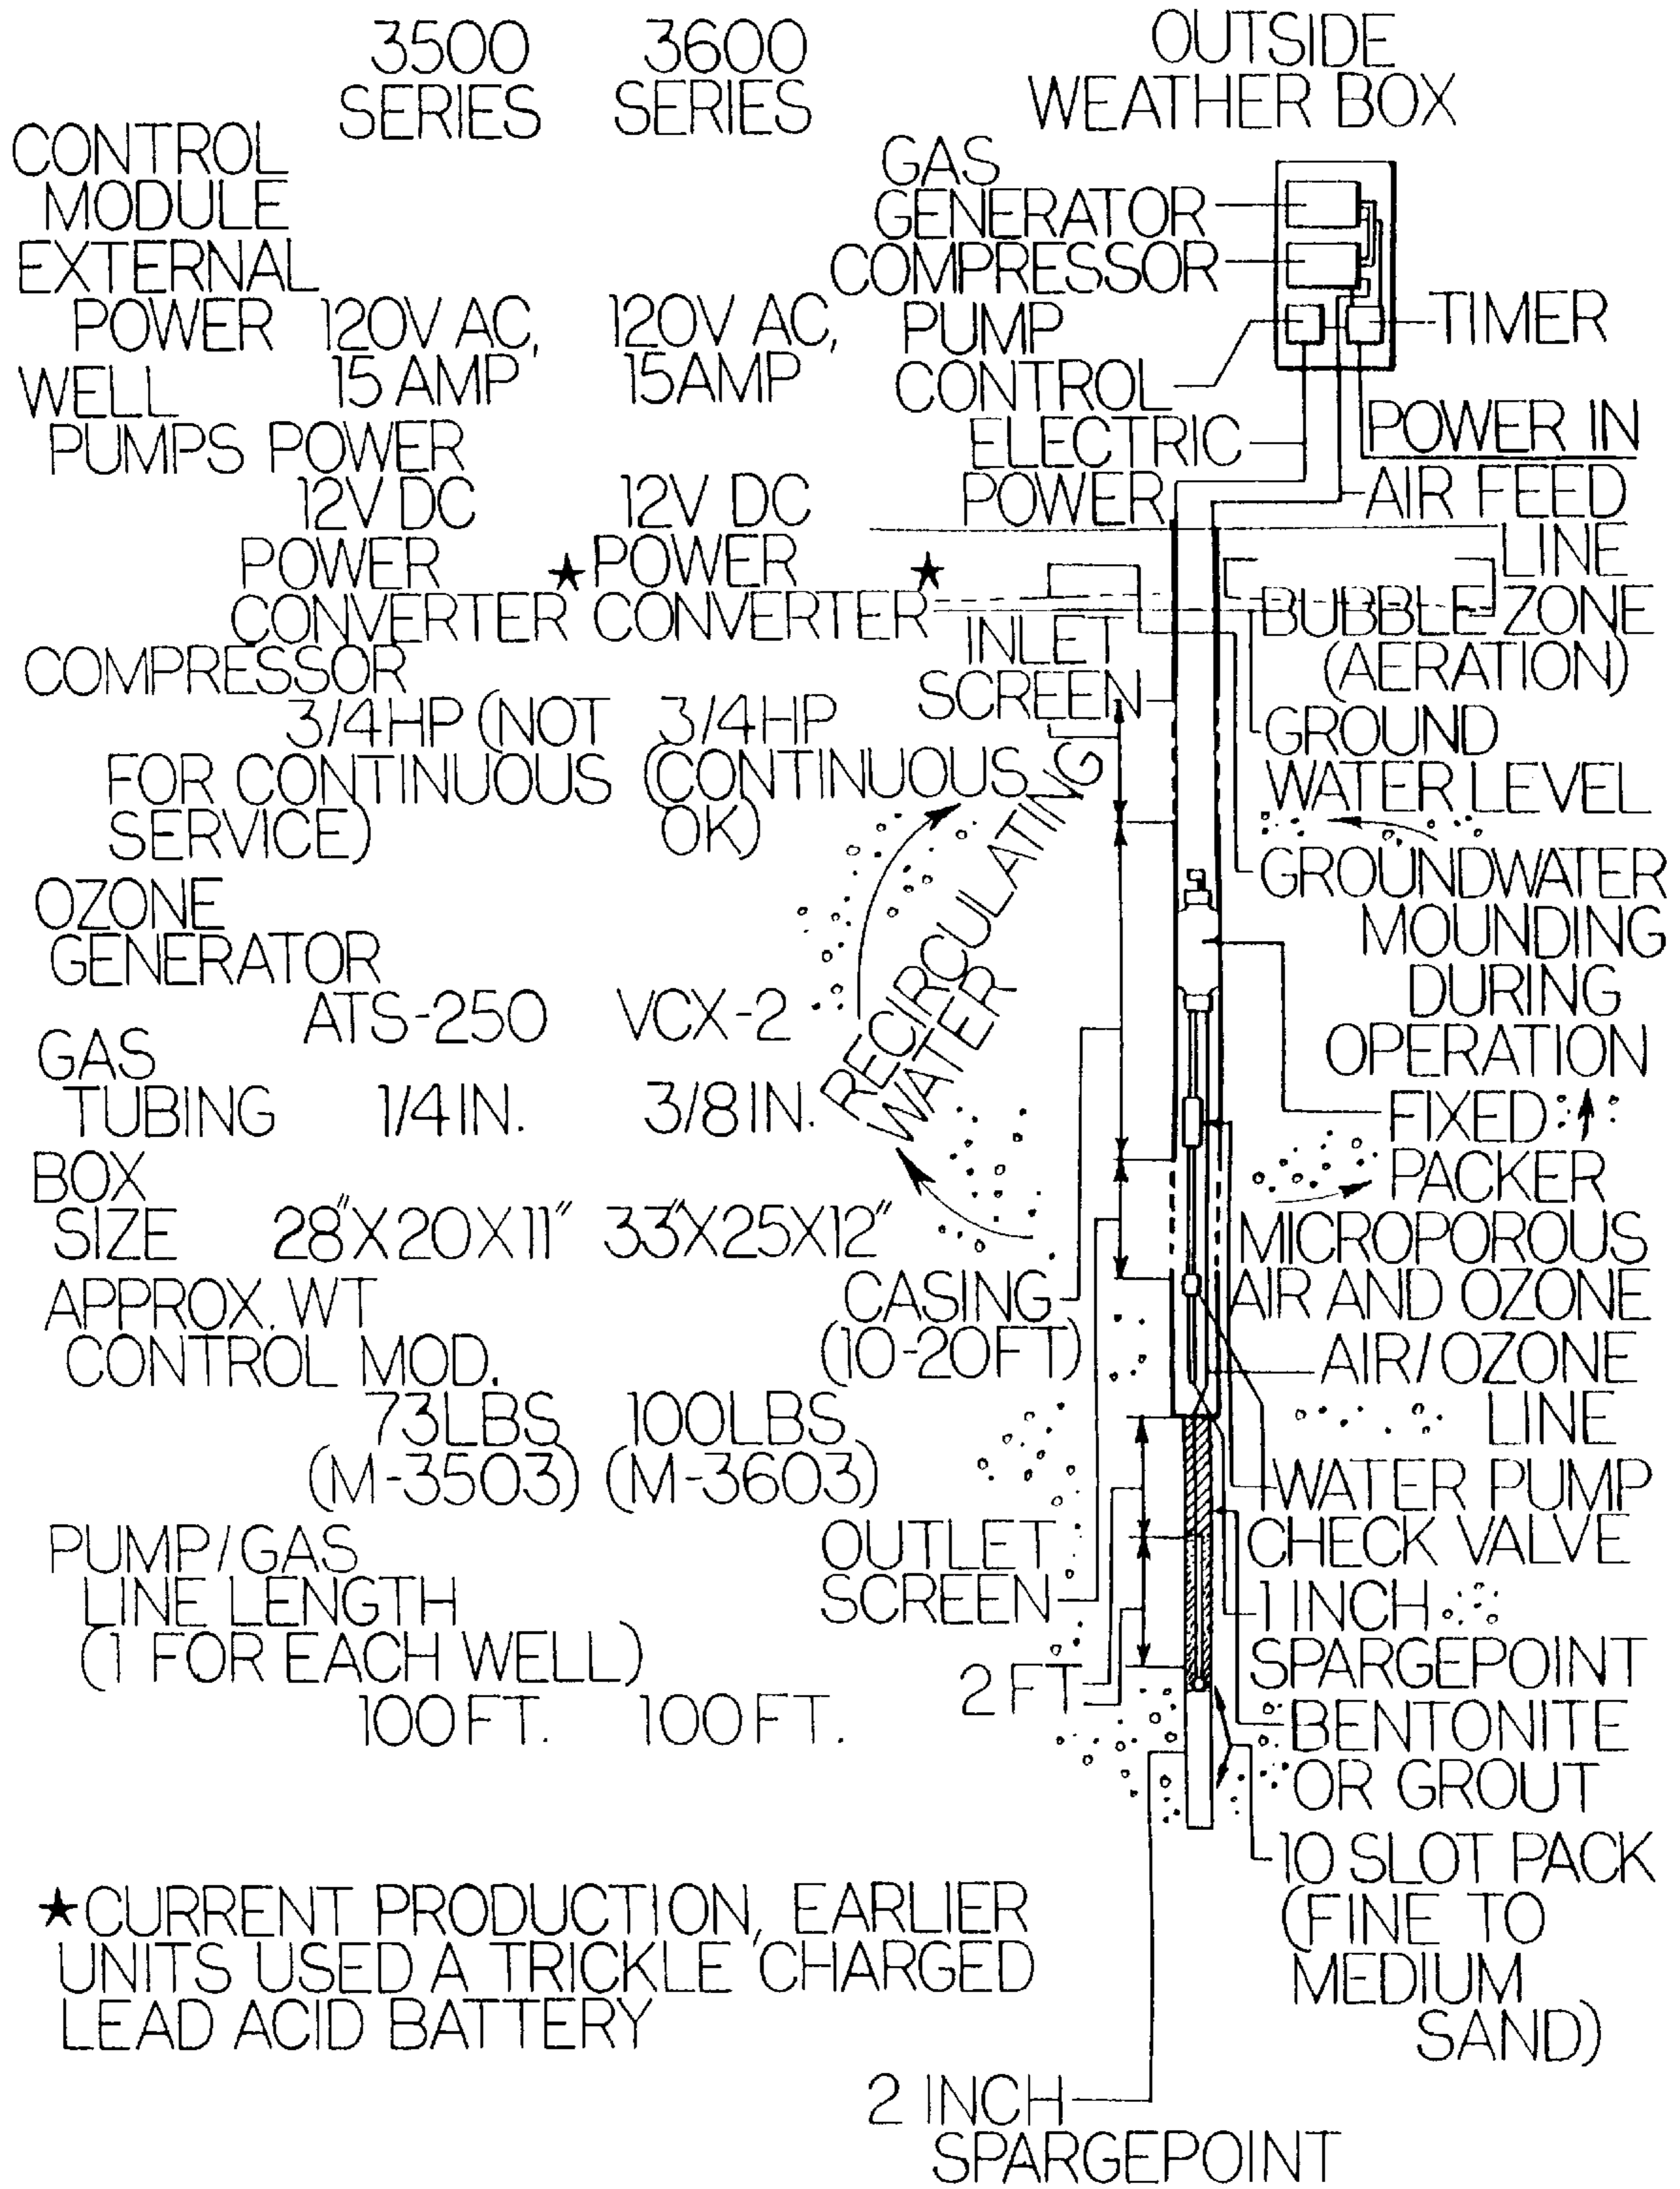 3500 3600
SERIES SERIES
CONTROL
MODULE
EXTERNAL
POWER 120V AC, 120V AC,
15 AMP 15AMP
WELL
PUMPS POWER
12V DC 12V DC
POWER ★ POWER ★
CONVERTER CONVERTER
COMPRESSOR
3/4HP (NOT 3/4HP
FOR CONTINUOUS (CONTINUOUS
SERVICE) OK)
OZONE
GENERATOR
ATS-250 VCX-2
GAS
TUBING 1/4 IN. 3/8 IN.
BOX
SIZE 28"X20X11" 33"X25X12"
APPROX. WT
CONTROL MOD.
73LBS 100LBS
(M-3503) (M-3603)
PUMP/GAS
LINE LENGTH
(1 FOR EACH WELL)
100FT. 100FT.
★CURRENT PRODUCTION, EARLIER
UNITS USED A TRICKLE CHARGED
LEAD ACID BATTERY
OUTSIDE
WEATHER BOX
GAS
GENERATOR
COMPRESSOR
PUMP
CONTROL
TIMER
ELECTRIC
POWER
POWER IN
AIR FEED
LINE
BUBBLE ZONE
(AERATION)
INLET
SCREEN
GROUND
WATER LEVEL
RECIRCULATING
WATER
GROUNDWATER
MOUNDING
DURING
OPERATION
FIXED
PACKER
MICROPOROUS
AIR AND OZONE
CASING
(10-20FT)
AIR/OZONE
LINE
WATER PUMP
CHECK VALVE
OUTLET
SCREEN
1 INCH
SPARGEPOINT
2 FT
BENTONITE
OR GROUT
10 SLOT PACK
(FINE TO
MEDIUM
SAND)
2 INCH
SPARGEPOINT